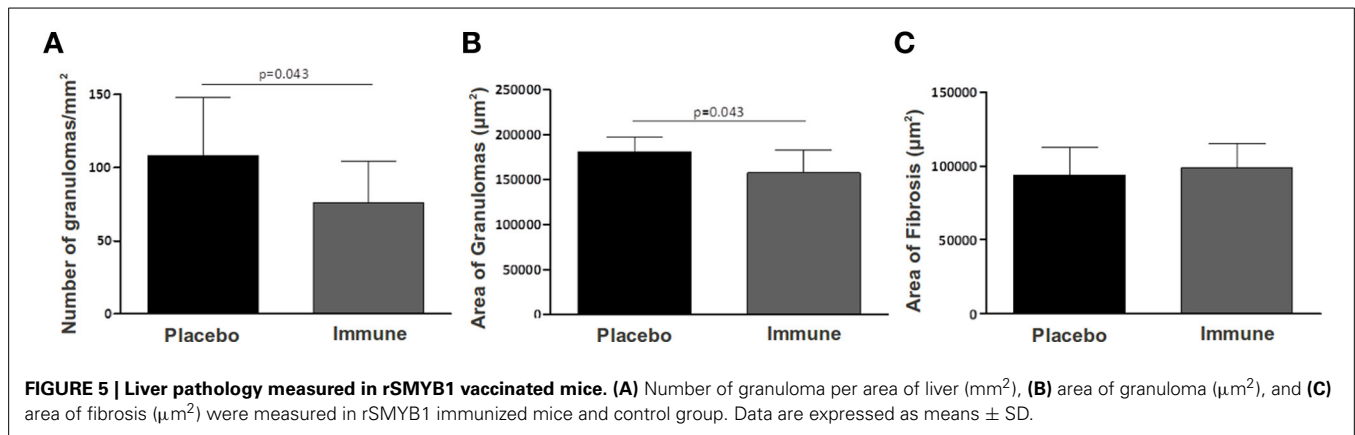 A
B
C
Number of granulomas/mm²
p=0.043
150
100
50
0
Placebo Immune
Area of Granulomas (µm²)
p=0.043
250000
200000
150000
100000
50000
0
Placebo Immune
Area of Fibrosis (µm²)
150000
100000
50000
0
Placebo Immune
FIGURE 5 | Liver pathology measured in rSMYB1 vaccinated mice. (A) Number of granuloma per area of liver (mm²), (B) area of granuloma (µm²), and (C)
area of fibrosis (µm²) were measured in rSMYB1 immunized mice and control group. Data are expressed as means ± SD.